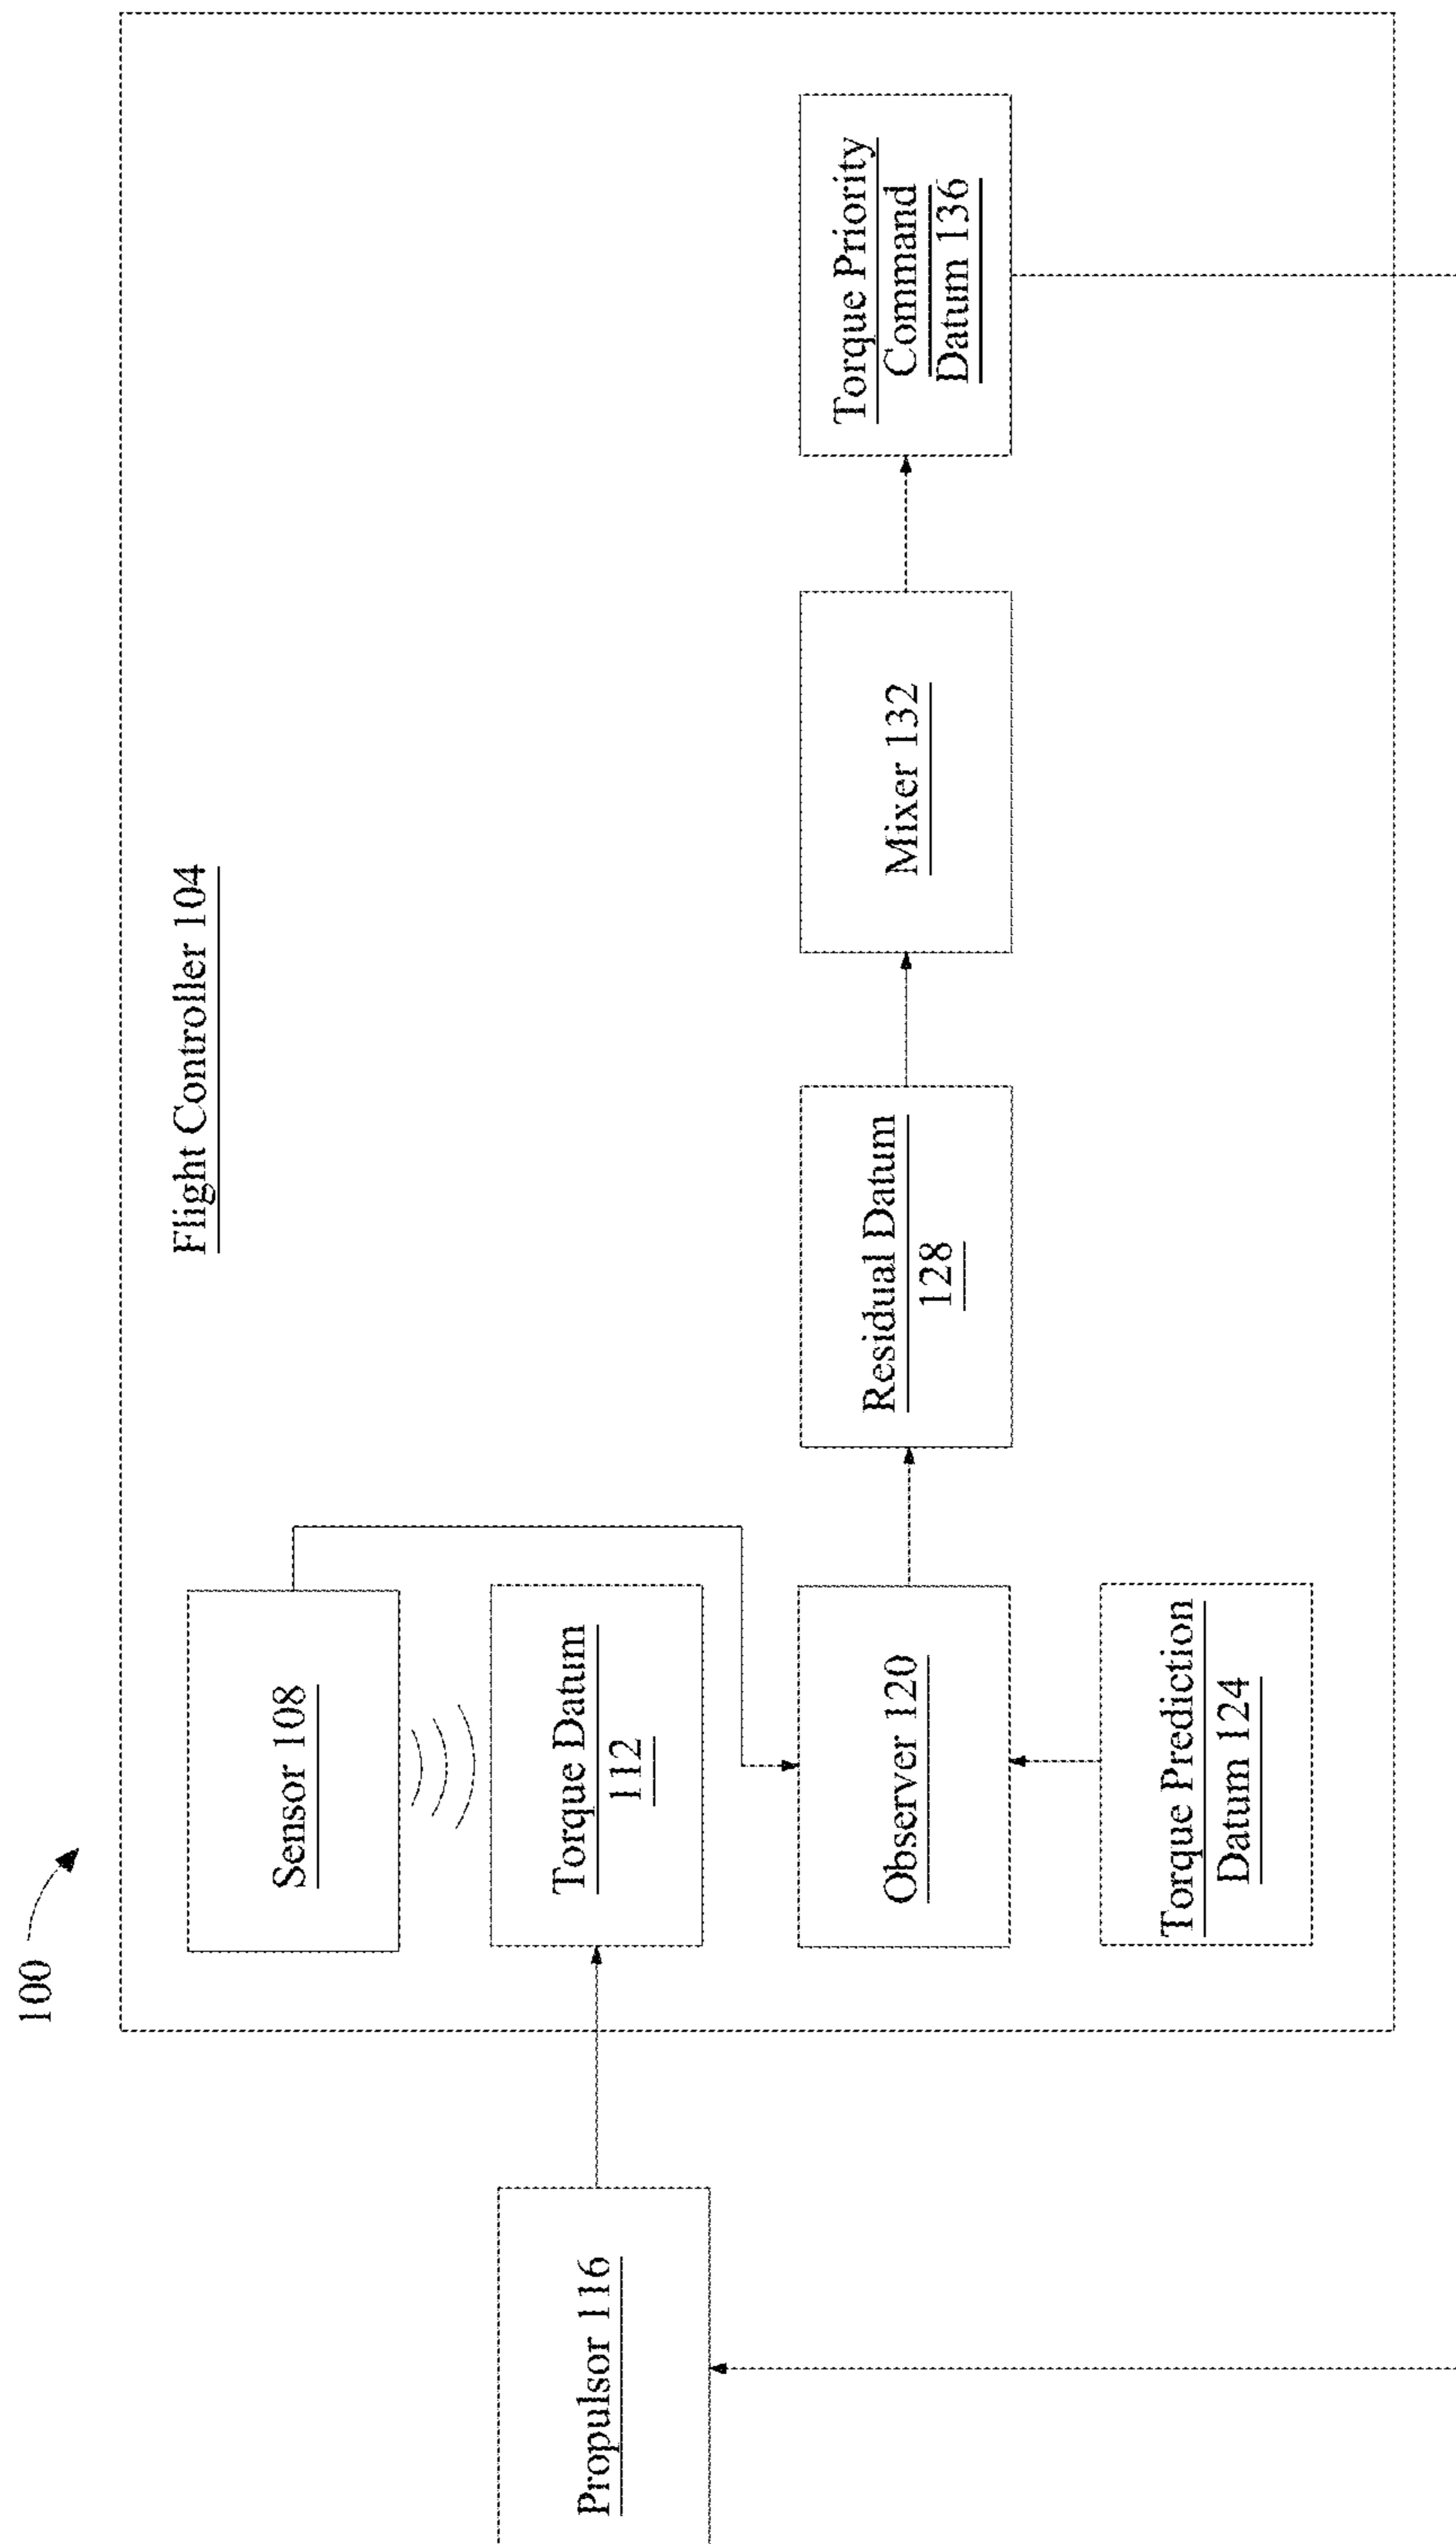 100
Flight Controller 104
Sensor 108
Torque Datum
112
Propulsor 116
Observer 120
Residual Datum
128
Mixer 132
Torque Priority
Command
Datum 136
Torque Prediction
Datum 124